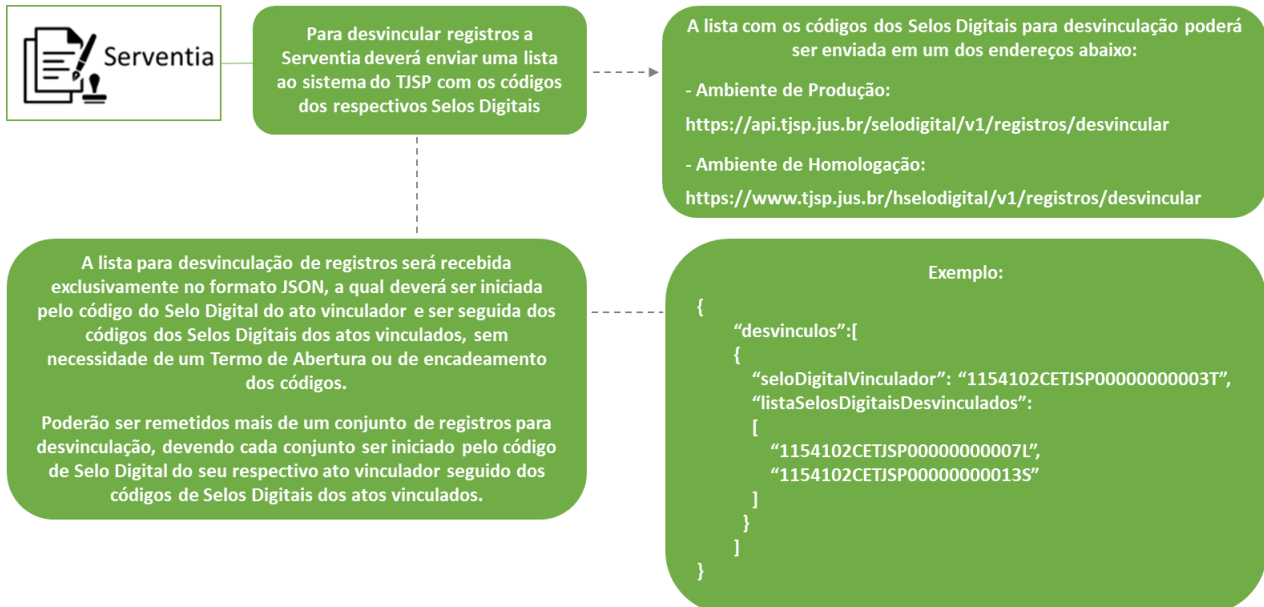 Serventia
Para desvincular registros a
Serventia deverá enviar uma lista
ao sistema do TJSP com os códigos
dos respectivos Selos Digitais
A lista com os códigos dos Selos Digitais para desvinculação poderá
ser enviada em um dos endereços abaixo:
- Ambiente de Produção:
https://api.tjsp.jus.br/selodigital/v1/registros/desvincular
- Ambiente de Homologação:
https://www.tjsp.jus.br/hselodigital/v1/registros/desvincular
A lista para desvinculação de registros será recebida
exclusivamente no formato JSON, a qual deverá ser iniciada
pelo código do Selo Digital do ato vinculador e ser seguida dos
códigos dos Selos Digitais dos atos vinculados, sem
necessidade de um Termo de Abertura ou de encadeamento
dos códigos.
Poderão ser remetidos mais de um conjunto de registros para
desvinculação, devendo cada conjunto ser iniciado pelo código
de Selo Digital do seu respectivo ato vinculador seguido dos
códigos de Selos Digitais dos atos vinculados.
Exemplo:
{
“desvinculos”:[
{
“seloDigitalVinculador”: “1154102CETJSP00000000003T”,
“listaSelosDigitaisDesvinculados”:
[
“1154102CETJSP00000000007L”,
“1154102CETJSP00000000013S”
]
}
]
}